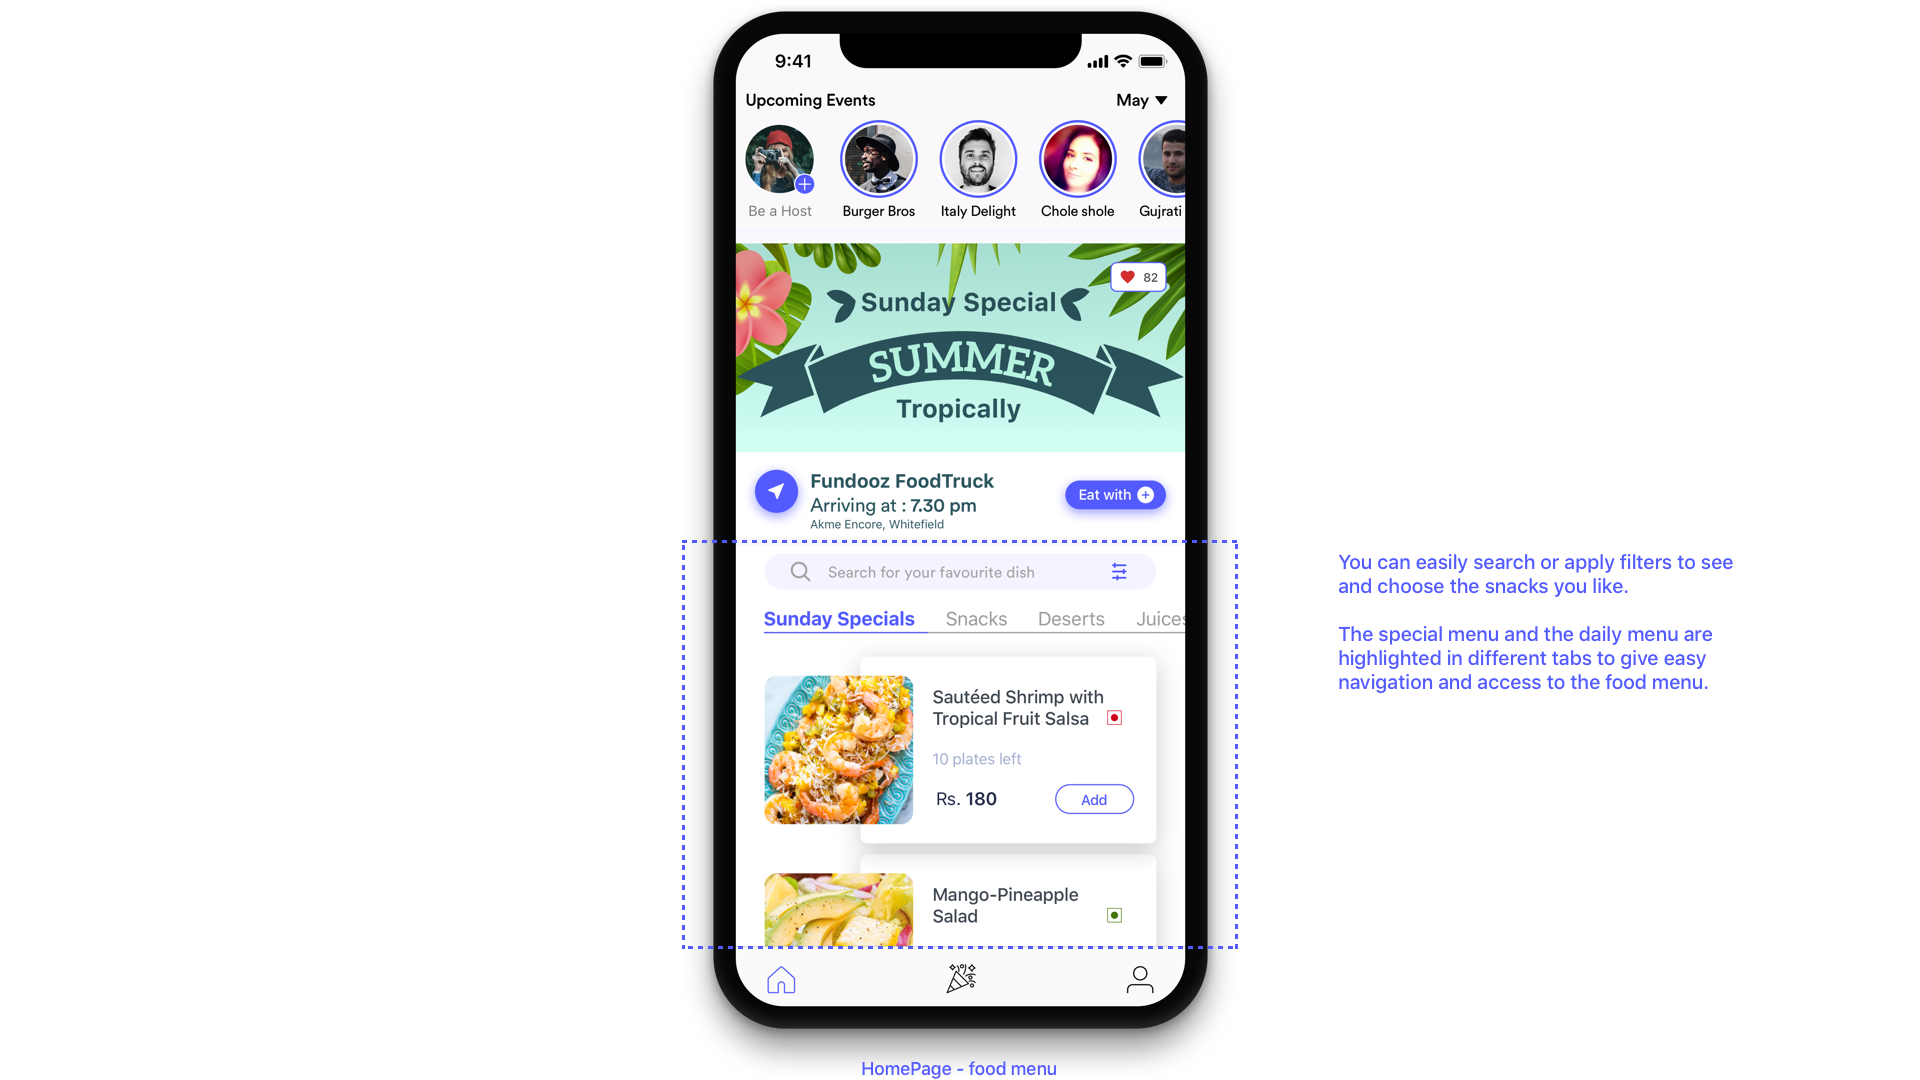 9:41
Upcoming Events
May
Be a Host
Burger Bros
Italy Delight
Chole shole
Gujrati
82
Sunday Special
SUMMER
Tropically
Fundooz FoodTruck
Arriving at : 7.30 pm
Akme Encore, Whitefield
Eat with
Search for your favourite dish
Sunday Specials
Snacks
Deserts
Juices
Sautéed Shrimp with
Tropical Fruit Salsa
10 plates left
Rs. 180
Add
Mango-Pineapple
Salad
You can easily search or apply filters to see
and choose the snacks you like.
The special menu and the daily menu are
highlighted in different tabs to give easy
navigation and access to the food menu.
HomePage - food menu